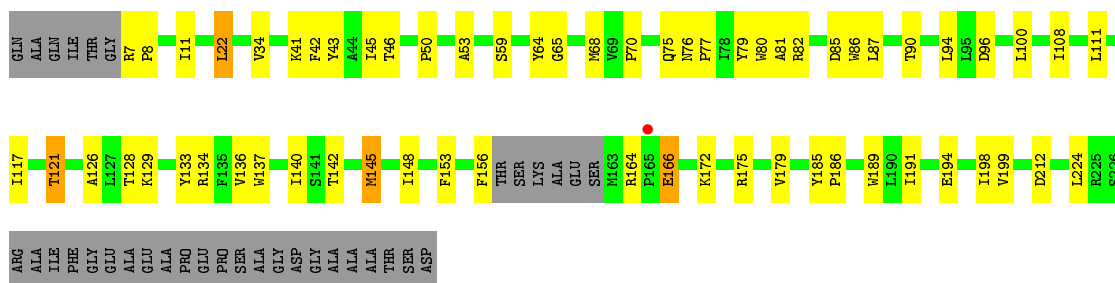 GLN ALA GLN ILE THR GLY R7 P8 I11 L22 V34 K41 F42 Y43 A44 I45 T46 P50 A53 S59 Y64 G65 M68 V69 P70 Q75 N76 P77 I78 Y79 W80 A81 R82 D85 W86 L87 T90 L94 L95 D96 L100 I108 L111
I117 T121 A126 L127 T128 K129 Y133 R134 F135 V136 W137 I140 S141 T142 M145 I148 F153 F156 THR SER LYS ALA GLU SER M163 R164 P165 E166 K172 R175 V179 Y185 P186 W189 L190 I191 E194 I198 V199 D212 L224 R225 S226
ARG ALA ILE PHE GLY GLU ALA GLU ALA PRO GLU PRO SER ALA GLY ASP GLY ALA ALA ALA THR SER ASP